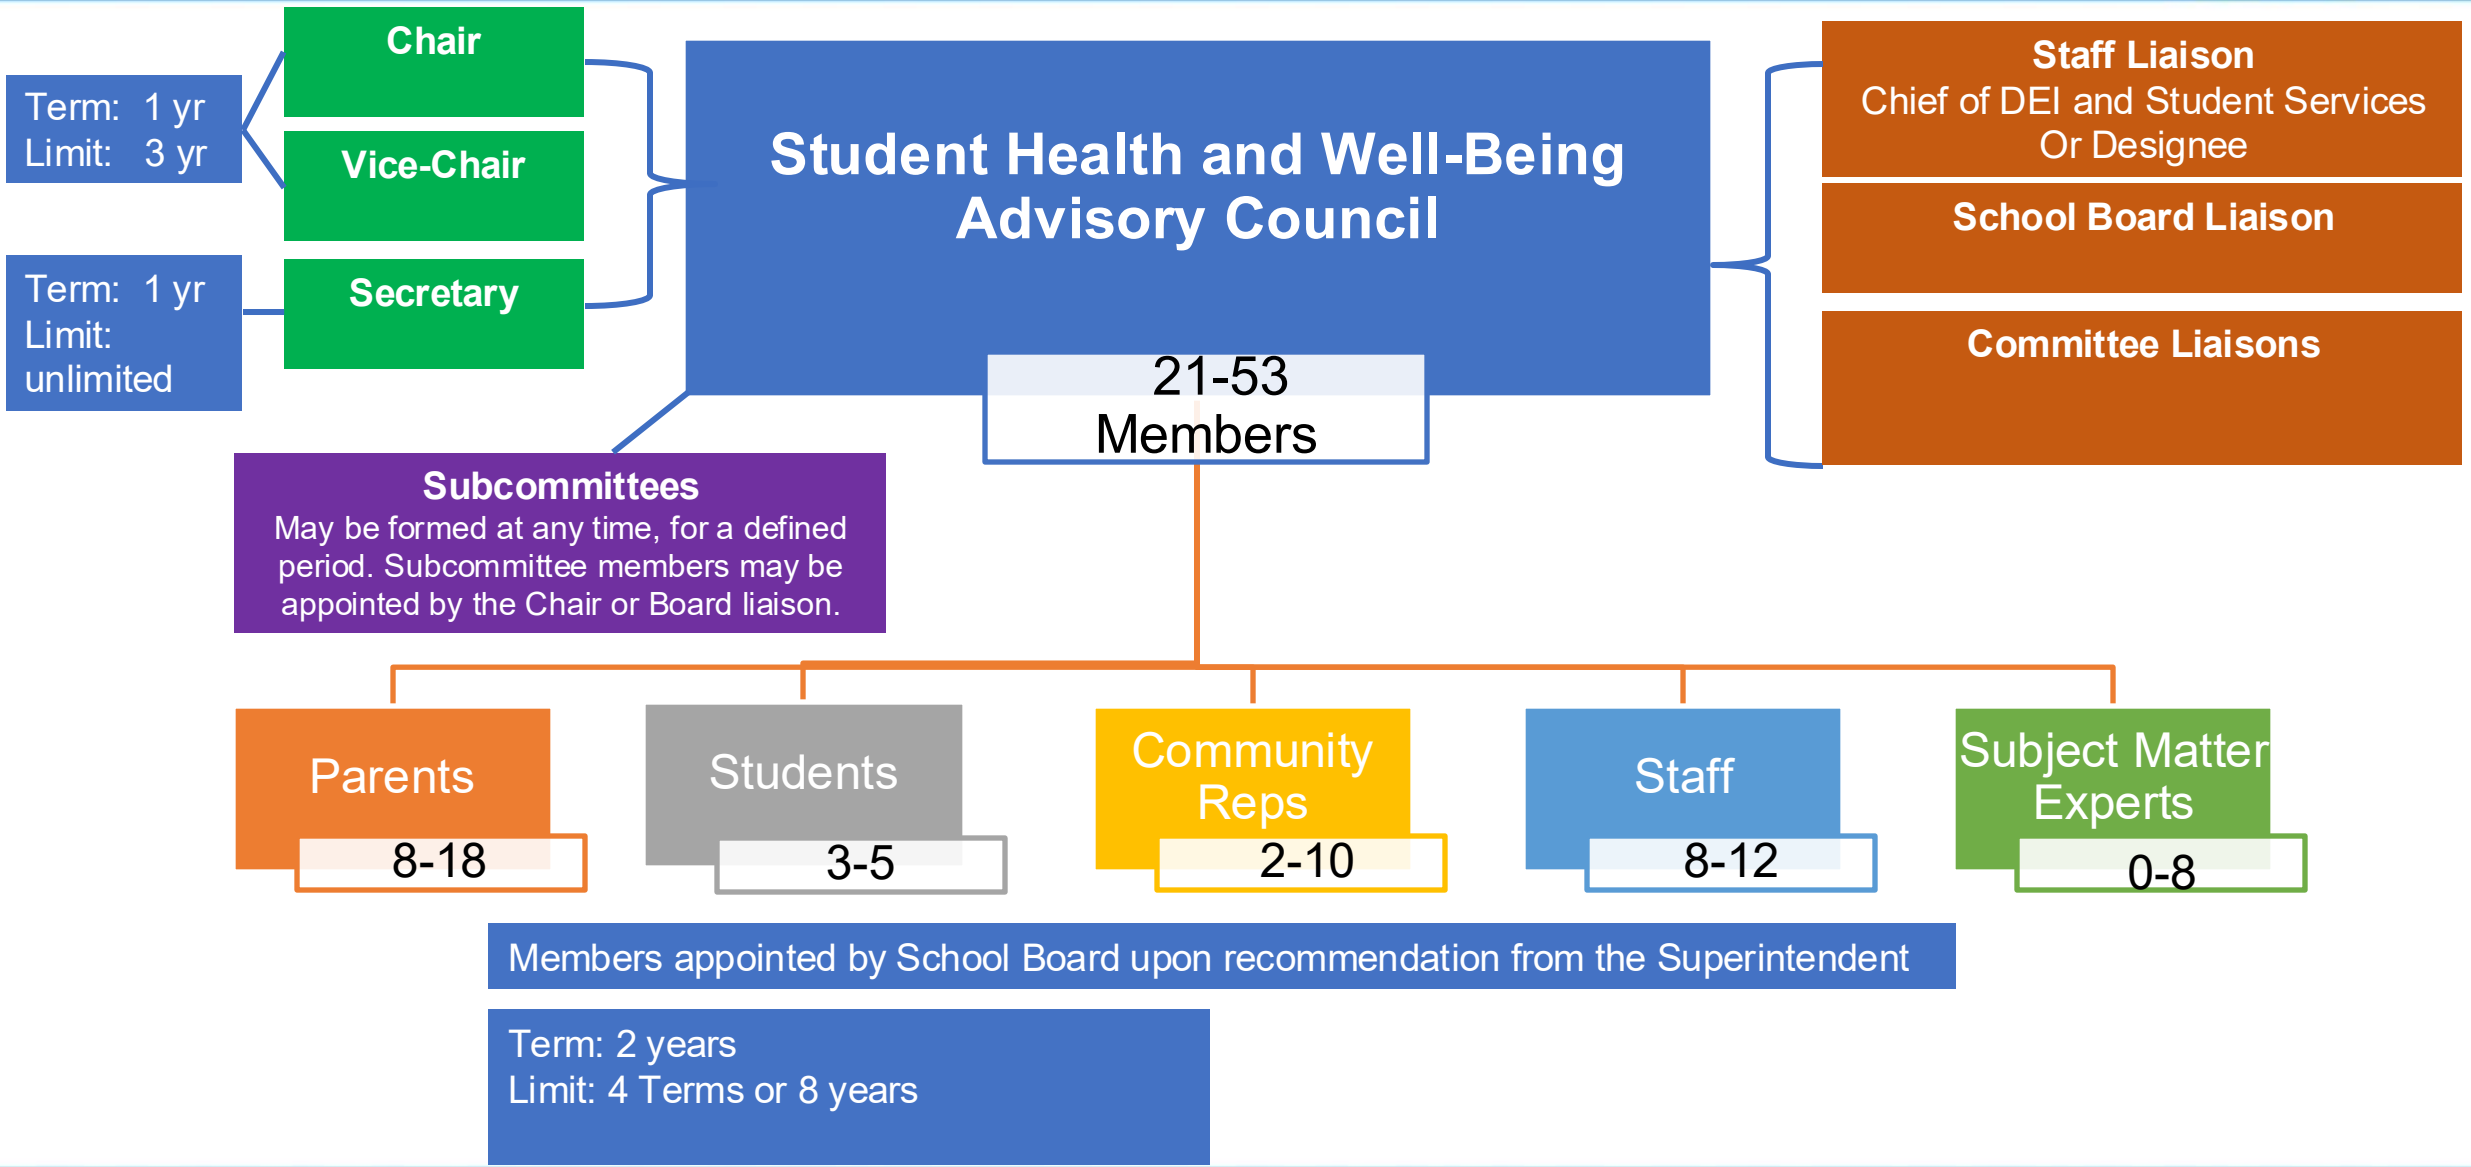 Chair
Term: 1 yr
Limit: 3 yr
Vice-Chair
Term: 1 yr
Limit:
unlimited
Secretary
Student Health and Well-Being
Advisory Council
21-53
Members
Staff Liaison
Chief of DEI and Student Services
Or Designee
School Board Liaison
Committee Liaisons
Subcommittees
May be formed at any time, for a defined
period. Subcommittee members may be
appointed by the Chair or Board liaison.
Parents
8-18
Students
3-5
Community
Reps
2-10
Staff
8-12
Subject Matter
Experts
0-8
Members appointed by School Board upon recommendation from the Superintendent
Term: 2 years
Limit: 4 Terms or 8 years